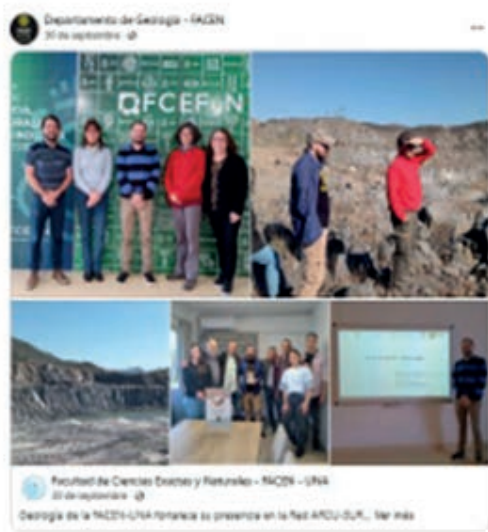 Departamento de Geología - FACEN
30 de septiembre
FCEFyN
Facultad de Ciencias Exactas y Naturales - FACEN - UNA
30 de septiembre
Geología de la FACEN-UNA fortalece su presencia en la Red ARDU-SUR... Ver más